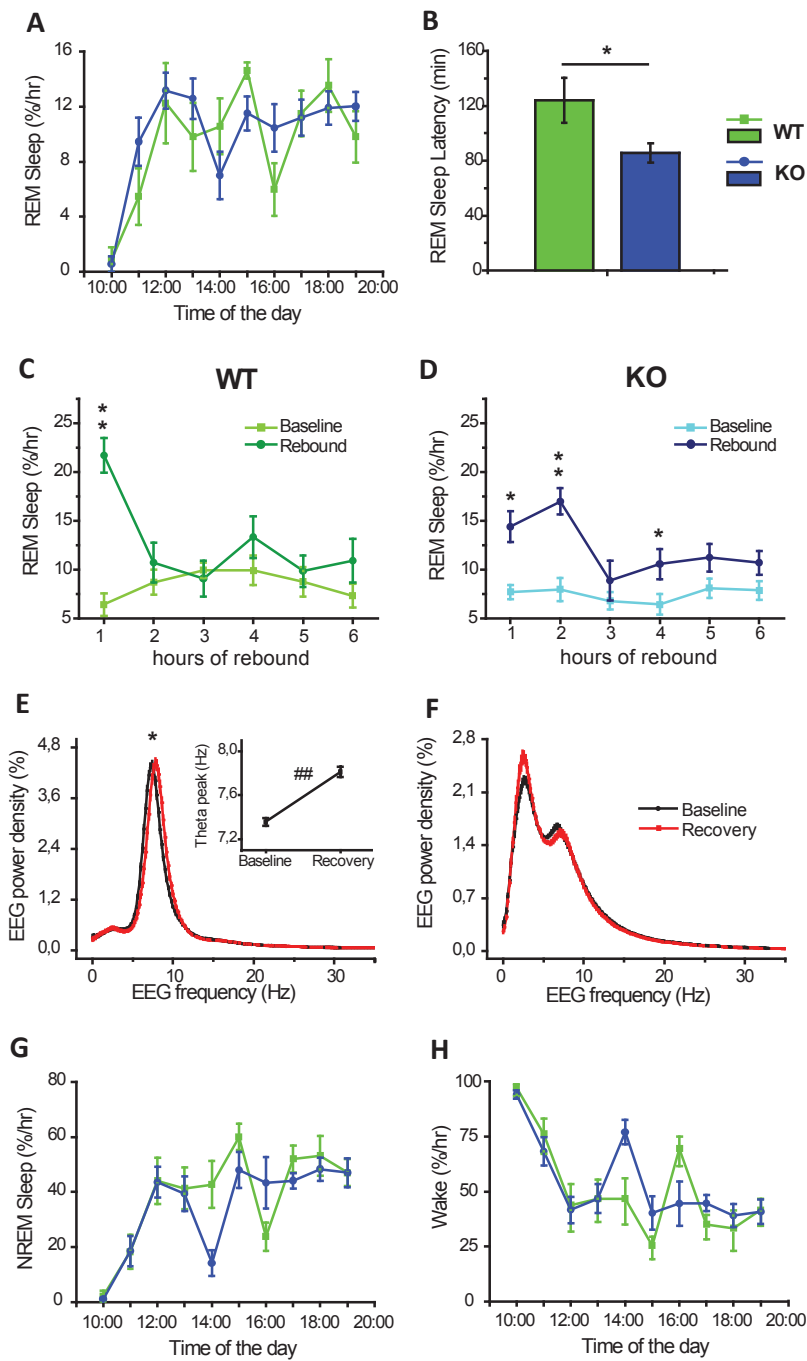 A
REM Sleep (%/hr)
16
12
8
4
0
10:00 12:00 14:00 16:00 18:00 20:00
Time of the day
B
REM Sleep Latency (min)
160
120
80
40
0
*
WT
KO
C
WT
REM Sleep (%/hr)
25
20
15
10
5
*
*
Baseline
Rebound
1 2 3 4 5 6
hours of rebound
D
KO
REM Sleep (%/hr)
25
20
15
10
5
*
*
*
*
Baseline
Rebound
1 2 3 4 5 6
hours of rebound
E
EEG power density (%)
4,8
3,6
2,4
1,2
0,0
*
Theta peak (Hz)
8,0
7,6
7,2
##
Baseline Recovery
0 10 20 30
EEG frequency (Hz)
F
EEG power density (%)
2,8
2,1
1,4
0,7
0,0
Baseline
Recovery
0 10 20 30
EEG frequency (Hz)
G
NREM Sleep (%/hr)
80
60
40
20
0
10:00 12:00 14:00 16:00 18:00 20:00
Time of the day
H
Wake (%/hr)
100
75
50
25
0
10:00 12:00 14:00 16:00 18:00 20:00
Time of the day